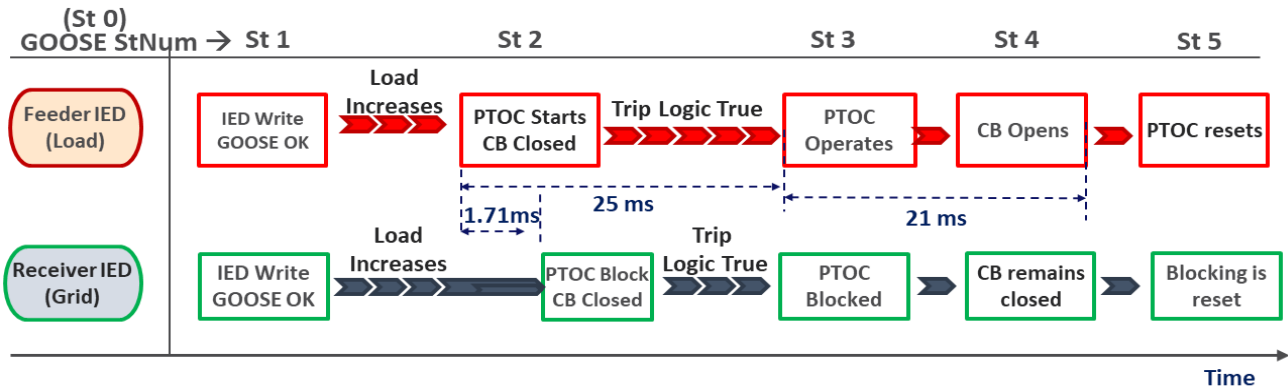 (St 0)
GOOSE StNum → St 1 St 2 St 3 St 4 St 5
Feeder IED
(Load)
IED Write
GOOSE OK
Load
Increases
PTOC Starts
CB Closed
Trip Logic True
PTOC
Operates
CB Opens
PTOC resets
1.71ms
25 ms
21 ms
Receiver IED
(Grid)
IED Write
GOOSE OK
Load
Increases
PTOC Block
CB Closed
Trip
Logic True
PTOC
Blocked
CB remains
closed
Blocking is
reset
Time